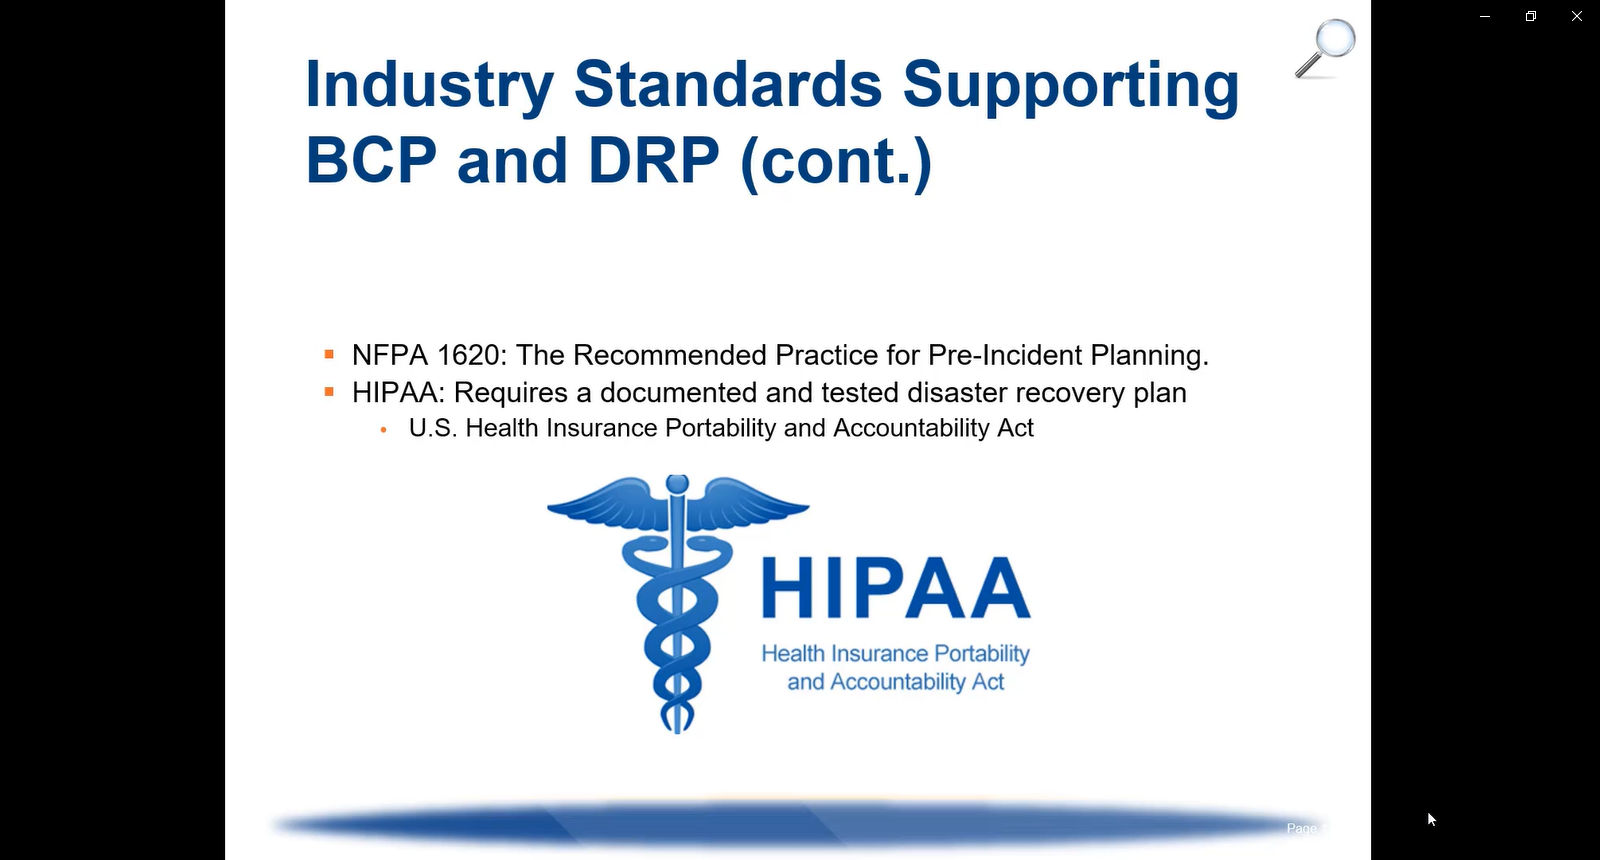 Industry Standards Supporting
BCP and DRP (cont.)
NFPA 1620: The Recommended Practice for Pre-Incident Planning.
HIPAA: Requires a documented and tested disaster recovery plan
U.S. Health Insurance Portability and Accountability Act
HIPAA
Health Insurance Portability
and Accountability Act
Page